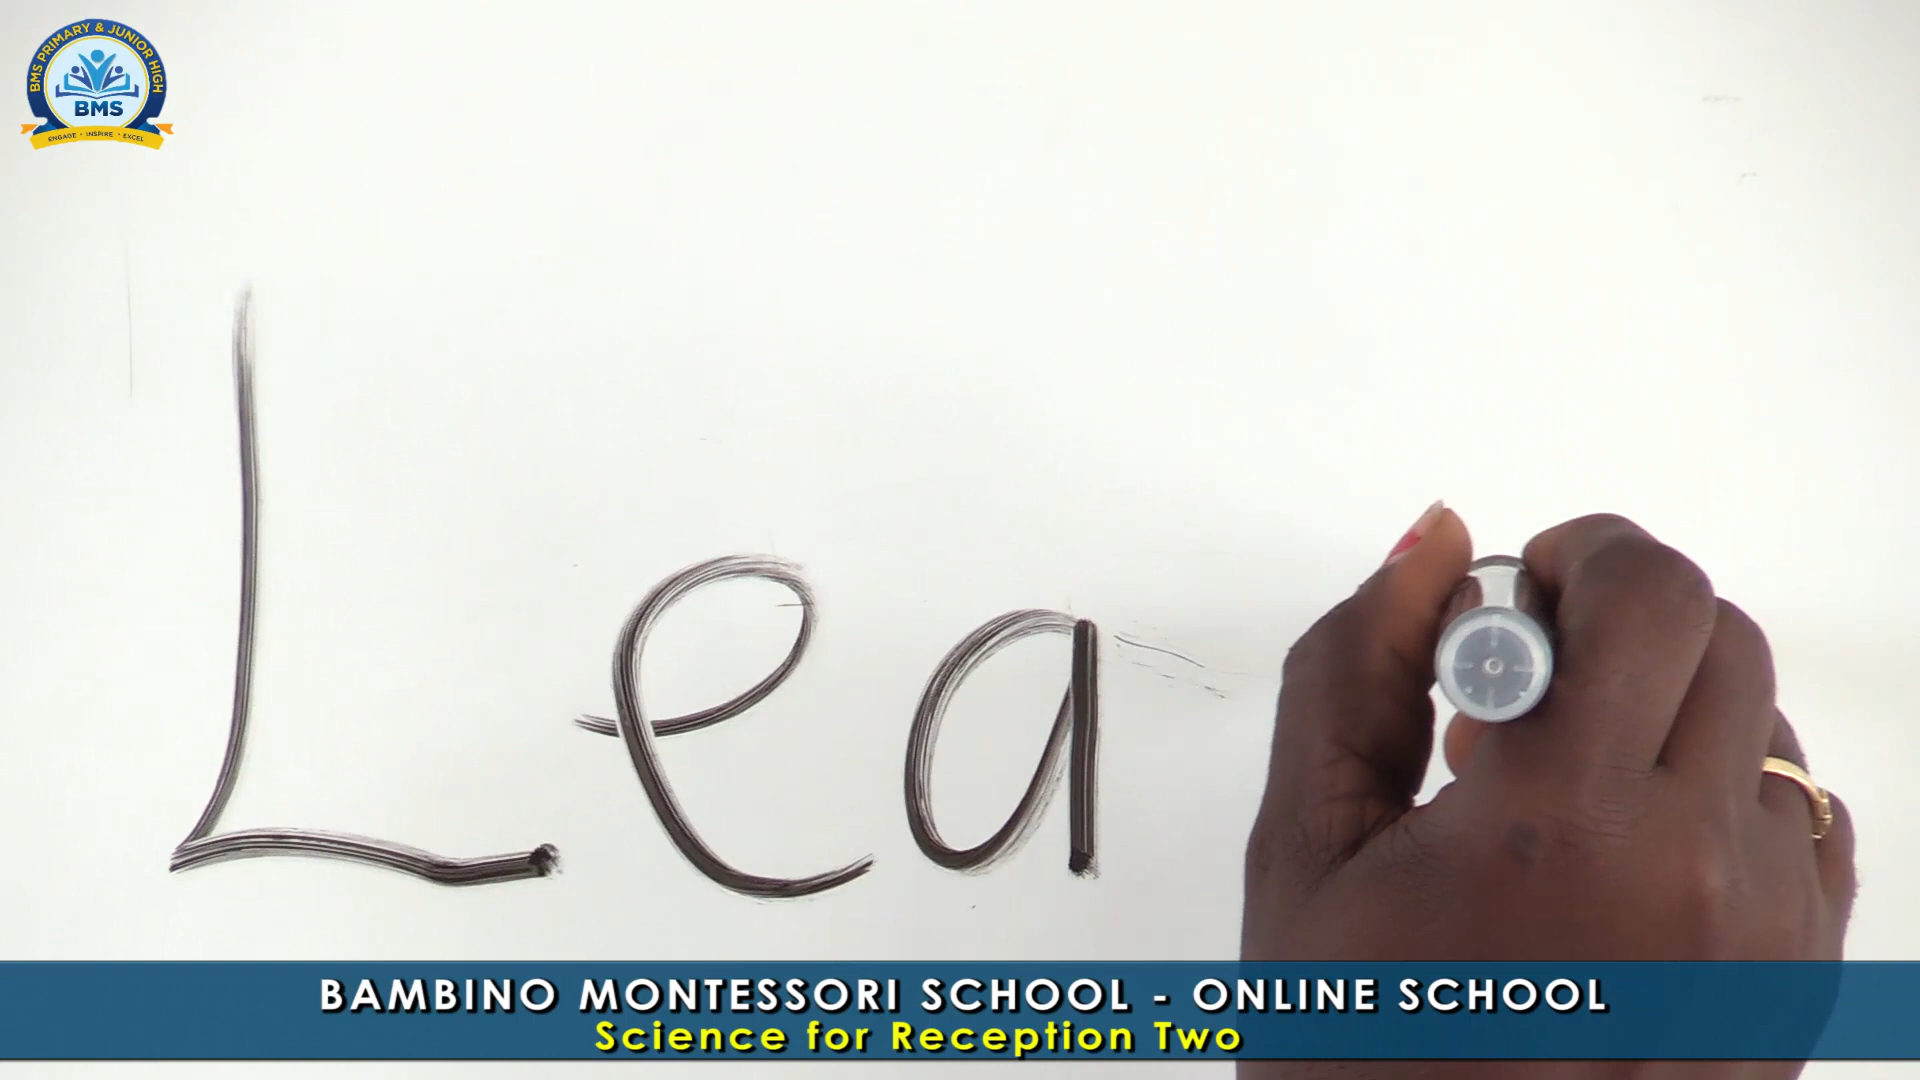 BMS PRIMARY & JUNIOR HIGH
BMS
ENGAGE • INSPIRE • EXCEL
Lea
BAMBINO MONTESSORI SCHOOL - ONLINE SCHOOL
Science for Reception Two